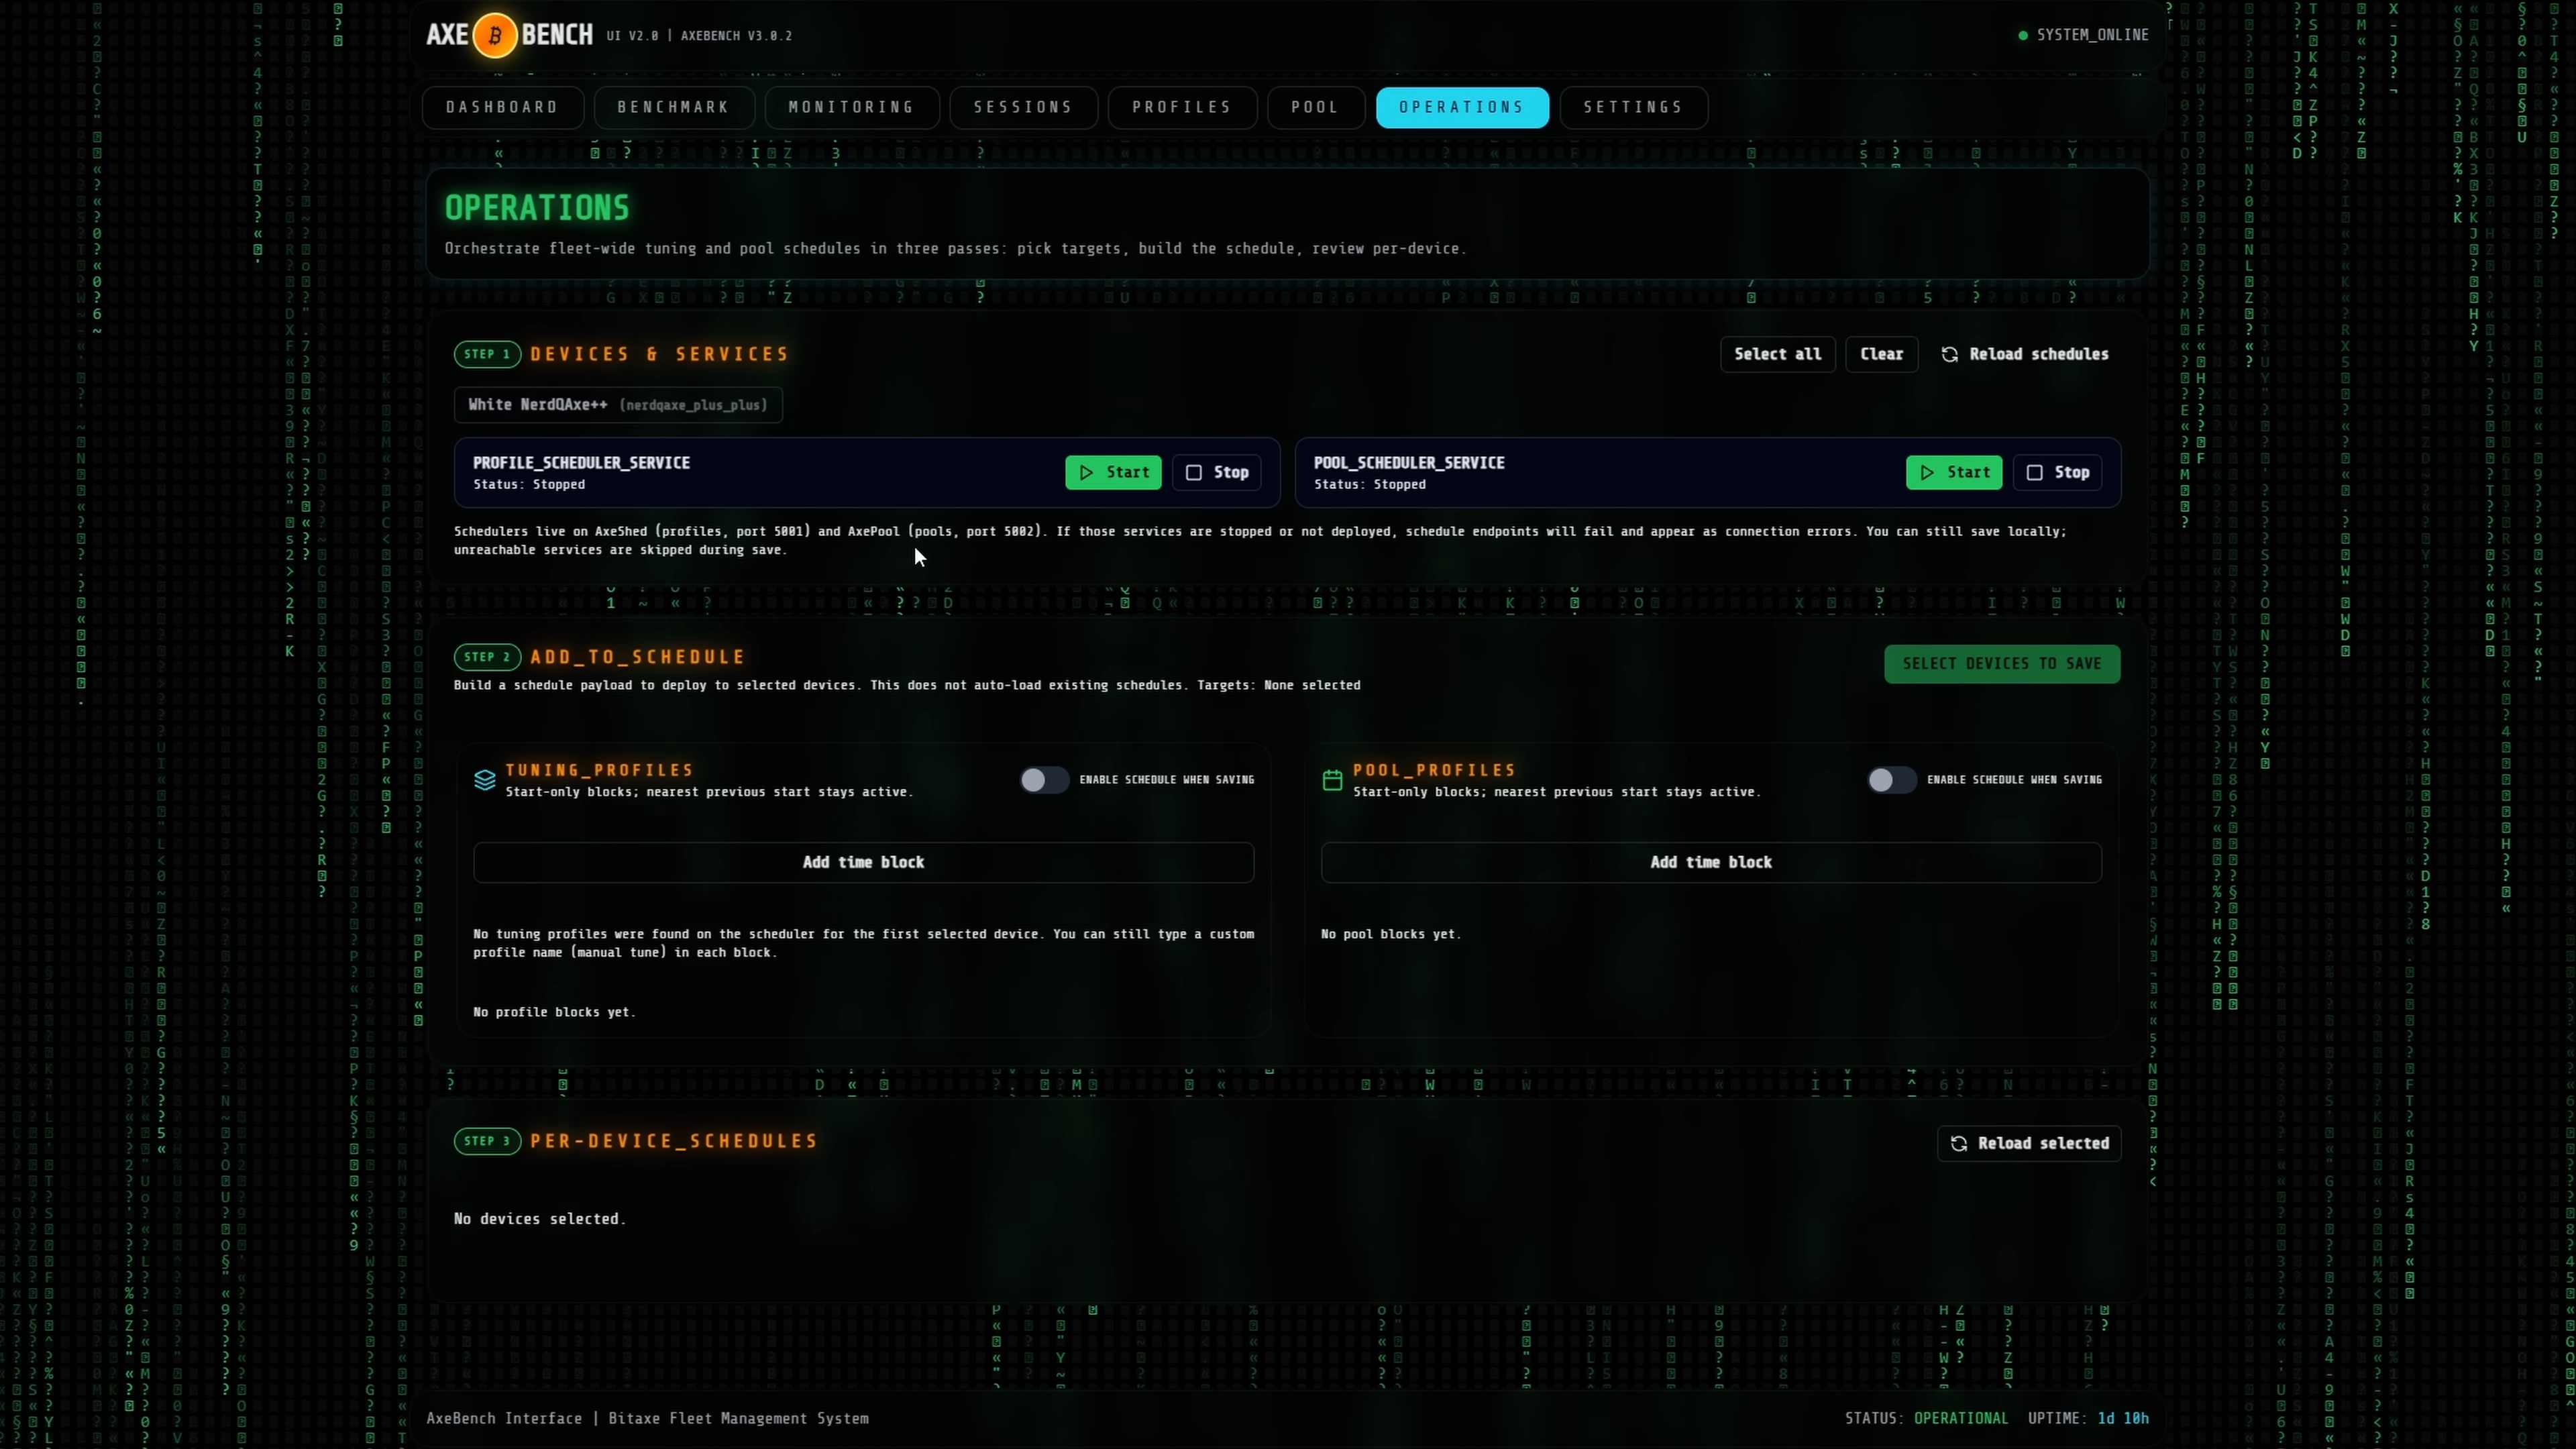 AXE BENCH UI V2.0 | AXEBENCH V3.0.2
SYSTEM_ONLINE
DASHBOARD
BENCHMARK
MONITORING
SESSIONS
PROFILES
POOL
OPERATIONS
SETTINGS
OPERATIONS
Orchestrate fleet-wide tuning and pool schedules in three passes: pick targets, build the schedule, review per-device.
STEP 1 DEVICES & SERVICES
Select all
Clear
Reload schedules
White NerdQAxe++ (nerdqaxe_plus_plus)
PROFILE_SCHEDULER_SERVICE
Status: Stopped
Start
Stop
POOL_SCHEDULER_SERVICE
Status: Stopped
Start
Stop
Schedulers live on AxeShed (profiles, port 5001) and AxePool (pools, port 5002). If those services are stopped or not deployed, schedule endpoints will fail and appear as connection errors. You can still save locally;
unreachable services are skipped during save.
STEP 2 ADD_TO_SCHEDULE
SELECT DEVICES TO SAVE
Build a schedule payload to deploy to selected devices. This does not auto-load existing schedules. Targets: None selected
TUNING_PROFILES
Start-only blocks; nearest previous start stays active.
ENABLE SCHEDULE WHEN SAVING
Add time block
No tuning profiles were found on the scheduler for the first selected device. You can still type a custom
profile name (manual tune) in each block.
No profile blocks yet.
POOL_PROFILES
Start-only blocks; nearest previous start stays active.
ENABLE SCHEDULE WHEN SAVING
Add time block
No pool blocks yet.
STEP 3 PER-DEVICE_SCHEDULES
Reload selected
No devices selected.
AxeBench Interface | Bitaxe Fleet Management System
STATUS: OPERATIONAL UPTIME: 1d 10h